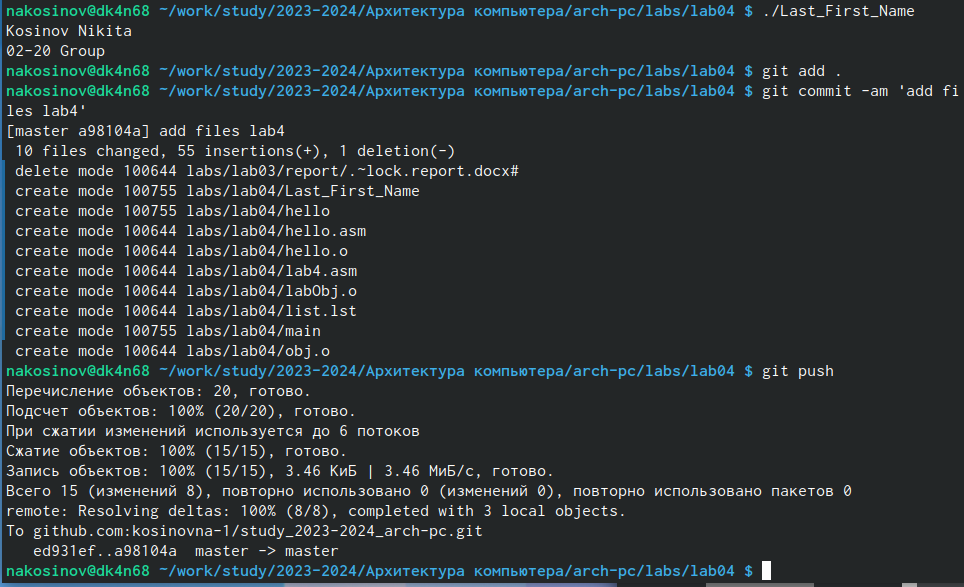 nakosinov@dk4n68 ~/work/study/2023-2024/Архитектура компьютера/arch-pc/labs/lab04 $ ./Last_First_Name
Kosinov Nikita
02-20 Group
nakosinov@dk4n68 ~/work/study/2023-2024/Архитектура компьютера/arch-pc/labs/lab04 $ git add .
nakosinov@dk4n68 ~/work/study/2023-2024/Архитектура компьютера/arch-pc/labs/lab04 $ git commit -am 'add fi
les lab4'
[master a98104a] add files lab4
 10 files changed, 55 insertions(+), 1 deletion(-)
 delete mode 100644 labs/lab03/report/.~lock.report.docx#
 create mode 100755 labs/lab04/Last_First_Name
 create mode 100755 labs/lab04/hello
 create mode 100644 labs/lab04/hello.asm
 create mode 100644 labs/lab04/hello.o
 create mode 100644 labs/lab04/lab4.asm
 create mode 100644 labs/lab04/labObj.o
 create mode 100644 labs/lab04/list.lst
 create mode 100755 labs/lab04/main
 create mode 100644 labs/lab04/obj.o
nakosinov@dk4n68 ~/work/study/2023-2024/Архитектура компьютера/arch-pc/labs/lab04 $ git push
Перечисление объектов: 20, готово.
Подсчет объектов: 100% (20/20), готово.
При сжатии изменений используется до 6 потоков
Сжатие объектов: 100% (15/15), готово.
Запись объектов: 100% (15/15), 3.46 КиБ | 3.46 МиБ/с, готово.
Всего 15 (изменений 8), повторно использовано 0 (изменений 0), повторно использовано пакетов 0
remote: Resolving deltas: 100% (8/8), completed with 3 local objects.
To github.com:kosinovna-1/study_2023-2024_arch-pc.git
   ed931ef..a98104a  master -> master
nakosinov@dk4n68 ~/work/study/2023-2024/Архитектура компьютера/arch-pc/labs/lab04 $